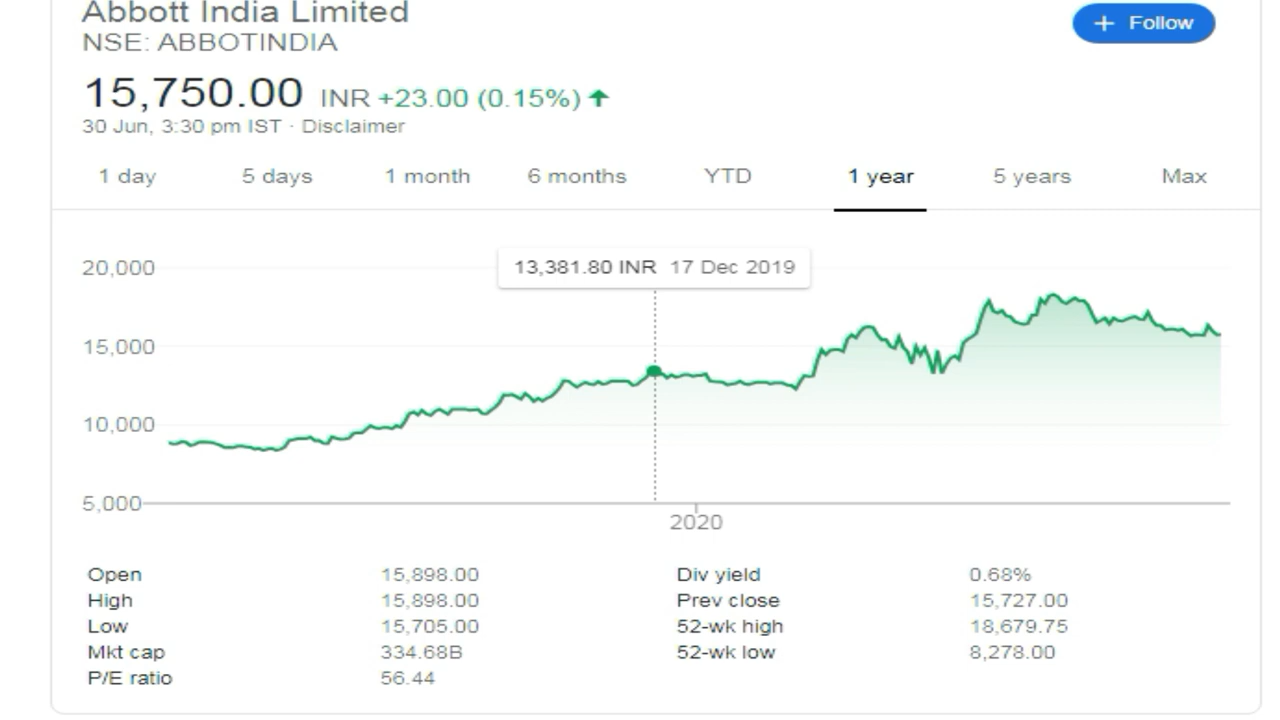 Abbott India Limited
NSE: ABBOTINDIA
+ Follow
15,750.00 INR +23.00 (0.15%)
30 Jun, 3:30 pm IST · Disclaimer
1 day 5 days 1 month 6 months YTD 1 year 5 years Max
13,381.80 INR 17 Dec 2019
20,000
15,000
10,000
5,000
2020
Open 15,898.00 Div yield 0.68%
High 15,898.00 Prev close 15,727.00
Low 15,705.00 52-wk high 18,679.75
Mkt cap 334.68B 52-wk low 8,278.00
P/E ratio 56.44